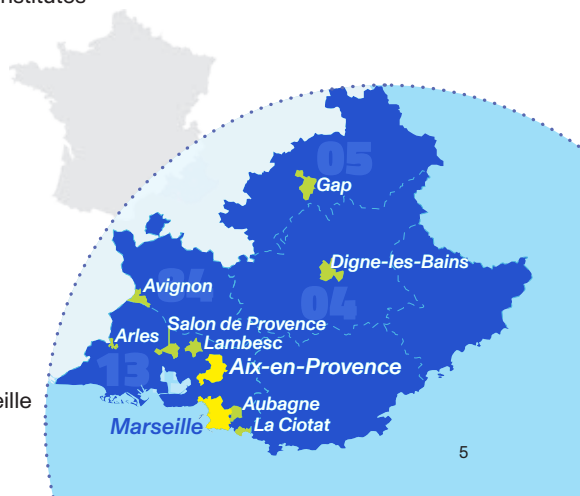 nstitutes
05
Gap
Digne-les-Bains
84
Avignon
04
Salon de Provence
Arles
Lambesc
13
Aix-en-Provence
eille
Aubagne
Marseille
La Ciotat
5